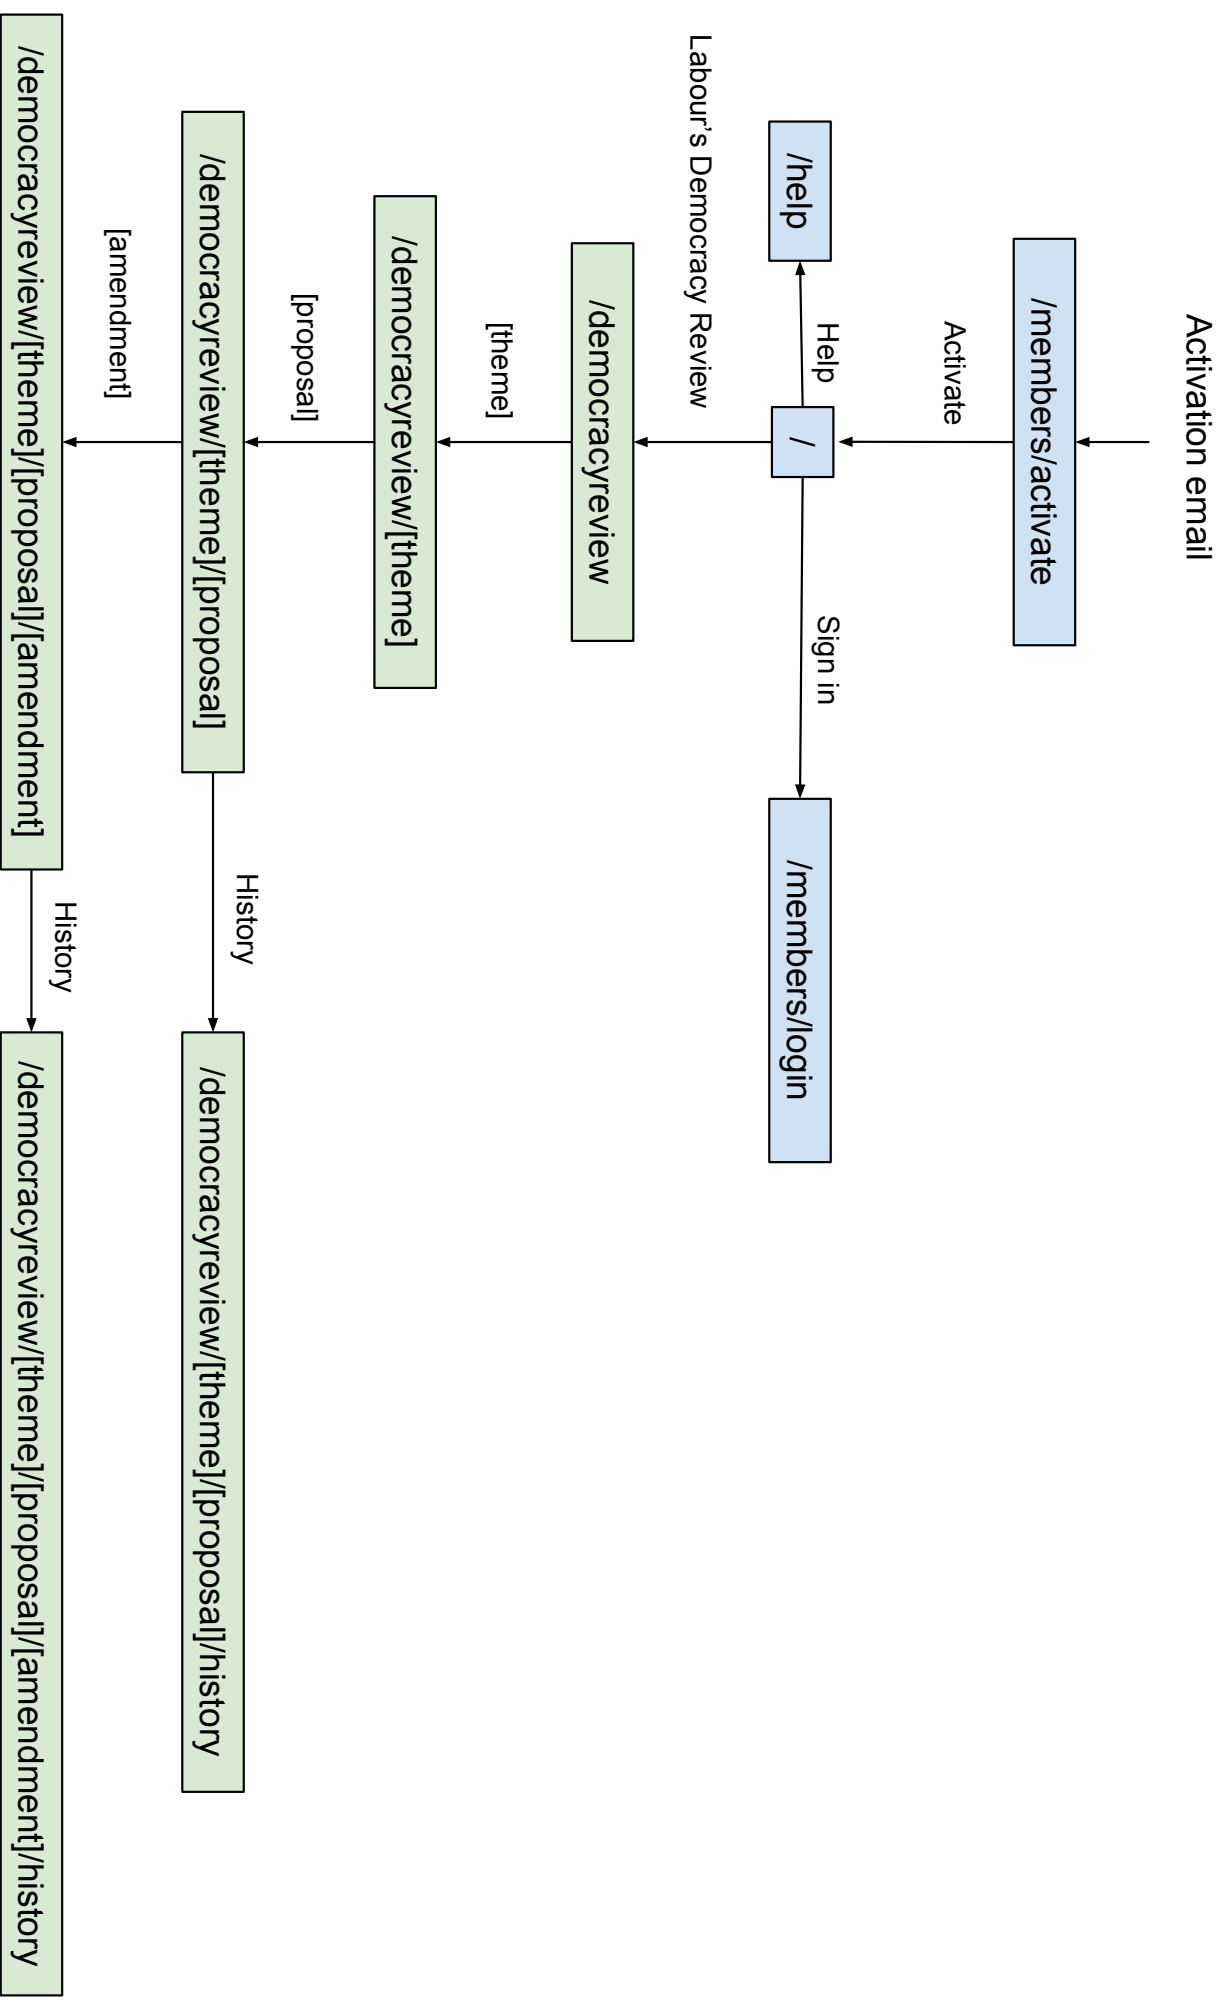 Activation email
/members/activate
Activate
Help
Sign in
/help
/
/members/login
Labour’s Democracy Review
/democracyreview
[theme]
/democracyreview/[theme]
[proposal]
/democracyreview/[theme]/[proposal]
History
/democracyreview/[theme]/[proposal]/history
[amendment]
/democracyreview/[theme]/[proposal]/[amendment]
History
/democracyreview/[theme]/[proposal]/[amendment]/history